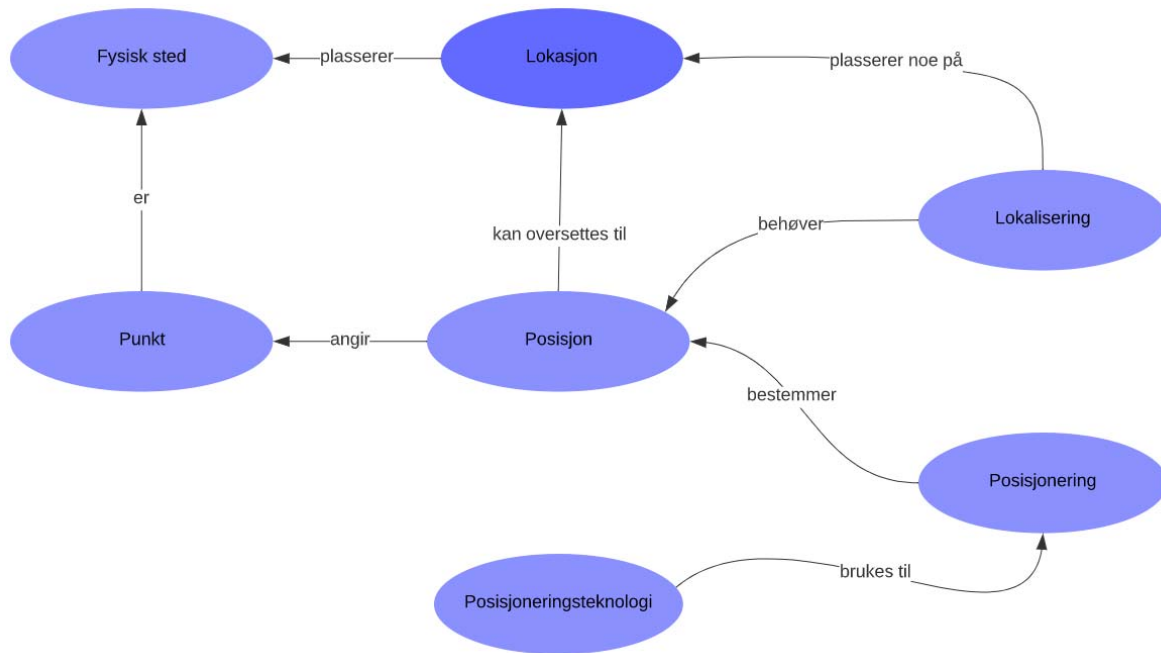 Fysisk sted
plasserer
Lokasjon
plasserer noe på
er
kan oversettes til
behøver
Lokalisering
Punkt
angir
Posisjon
bestemmer
Posisjonering
Posisjoneringsteknologi
brukes til